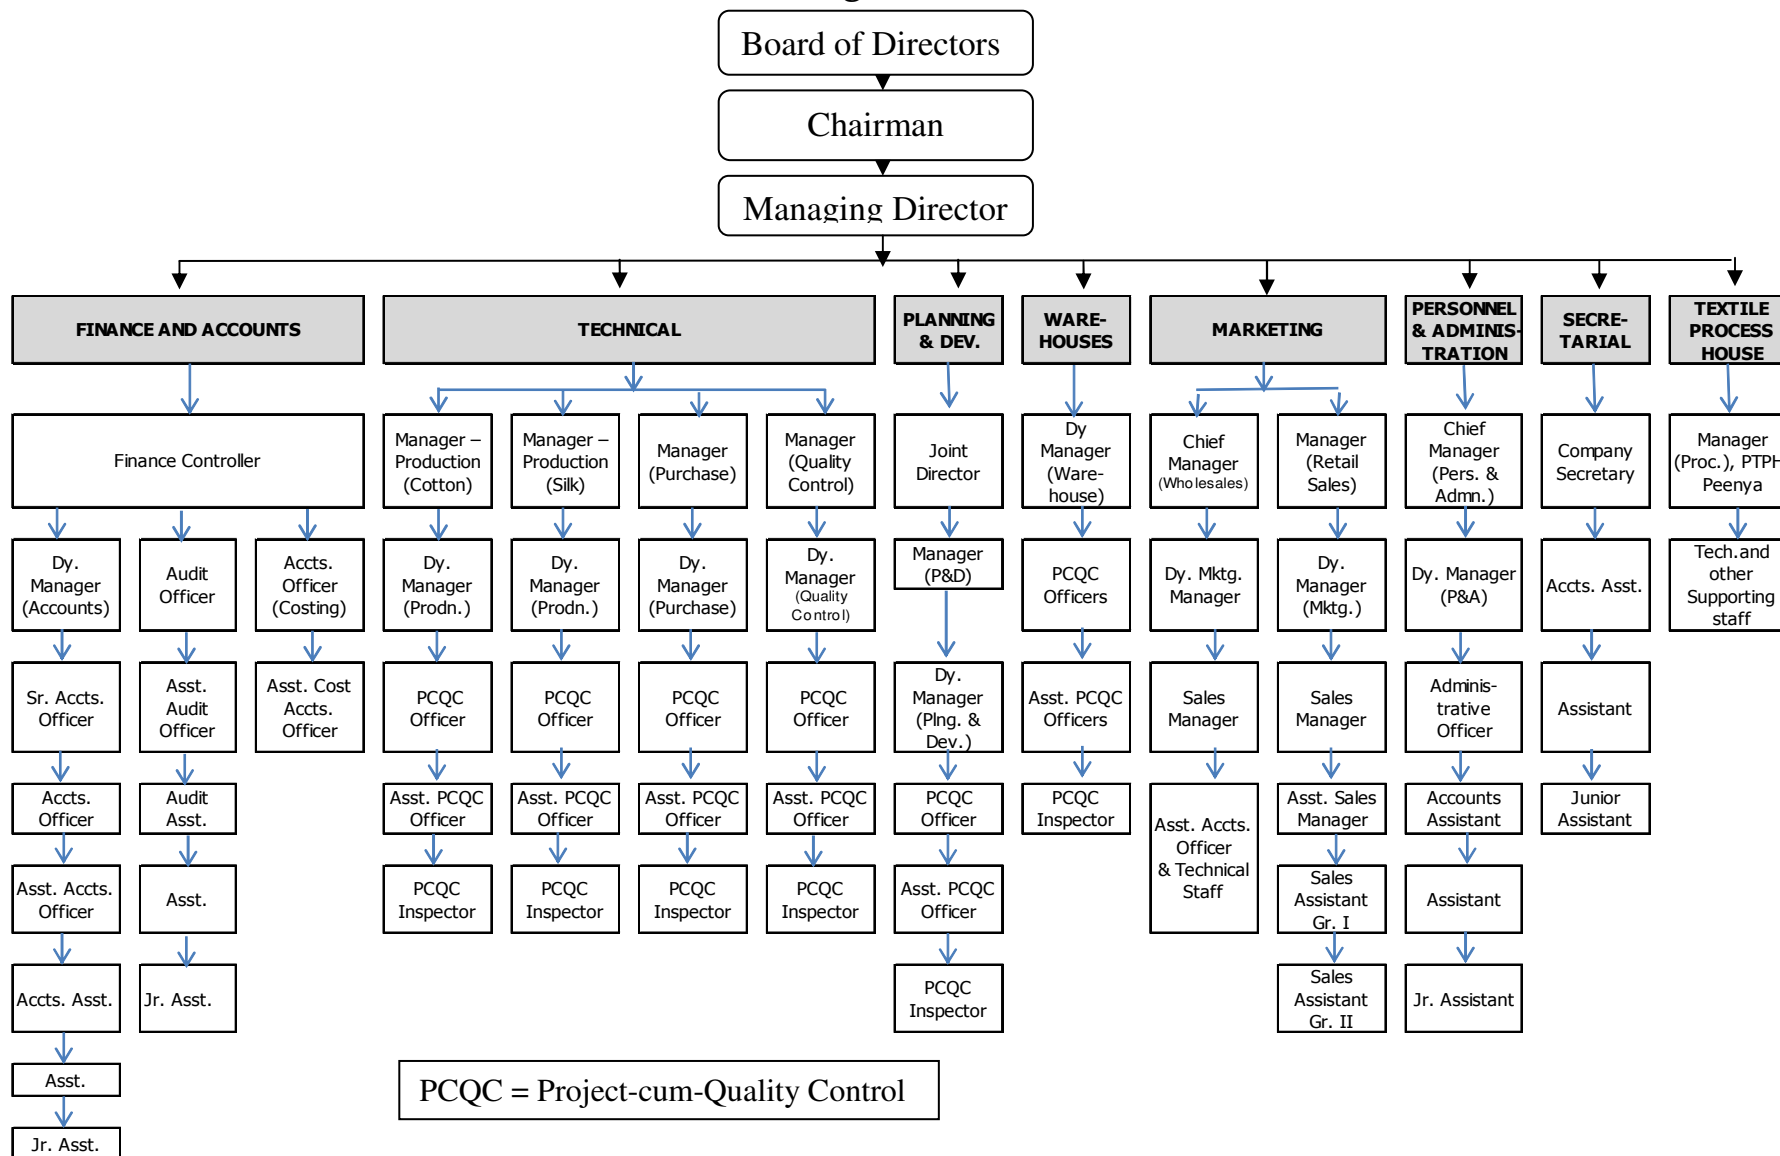 Board of Directors
Chairman
Managing Director
FINANCE AND ACCOUNTS
TECHNICAL
PLANNING
& DEV.
WARE-
HOUSES
MARKETING
PERSONNEL
& ADMINIS-
TRATION
SECRE-
TARIAL
TEXTILE
PROCESS
HOUSE
Finance Controller
Manager –
Production
(Cotton)
Manager –
Production
(Silk)
Manager
(Purchase)
Manager
(Quality
Control)
Joint
Director
Dy
Manager
(Ware-
house)
Chief
Manager
(Wholesales)
Manager
(Retail
Sales)
Chief
Manager
(Pers. &
Admn.)
Company
Secretary
Manager
(Proc.), PTPH
Peenya
Dy.
Manager
(Accounts)
Audit
Officer
Accts.
Officer
(Costing)
Dy.
Manager
(Prodn.)
Dy.
Manager
(Prodn.)
Dy.
Manager
(Purchase)
Dy.
Manager
(Quality
Control)
Manager
(P&D)
PCQC
Officers
Dy. Mktg.
Manager
Dy.
Manager
(Mktg.)
Dy. Manager
(P&A)
Accts. Asst.
Tech.and
other
Supporting
staff
Sr. Accts.
Officer
Asst.
Audit
Officer
Asst. Cost
Accts.
Officer
PCQC
Officer
PCQC
Officer
PCQC
Officer
PCQC
Officer
Dy.
Manager
(Plng. &
Dev.)
Asst. PCQC
Officers
Sales
Manager
Sales
Manager
Adminis-
trative
Officer
Assistant
Accts.
Officer
Audit
Asst.
Asst. PCQC
Officer
Asst. PCQC
Officer
Asst. PCQC
Officer
Asst. PCQC
Officer
PCQC
Officer
PCQC
Inspector
Asst. Accts.
Officer
& Technical
Staff
Asst. Sales
Manager
Accounts
Assistant
Junior
Assistant
Asst. Accts.
Officer
Asst.
PCQC
Inspector
PCQC
Inspector
PCQC
Inspector
PCQC
Inspector
Asst. PCQC
Officer
Sales
Assistant
Gr. I
Assistant
Accts. Asst.
Jr. Asst.
PCQC
Inspector
Sales
Assistant
Gr. II
Jr. Assistant
Asst.
Jr. Asst.
PCQC = Project-cum-Quality Control